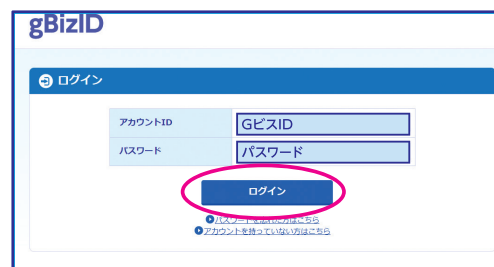 gBizID
ログイン
アカウントID GビスID
パスワード パスワード
ログイン
パスワードを忘れた方はこちら
アカウントを持っていない方はこちら